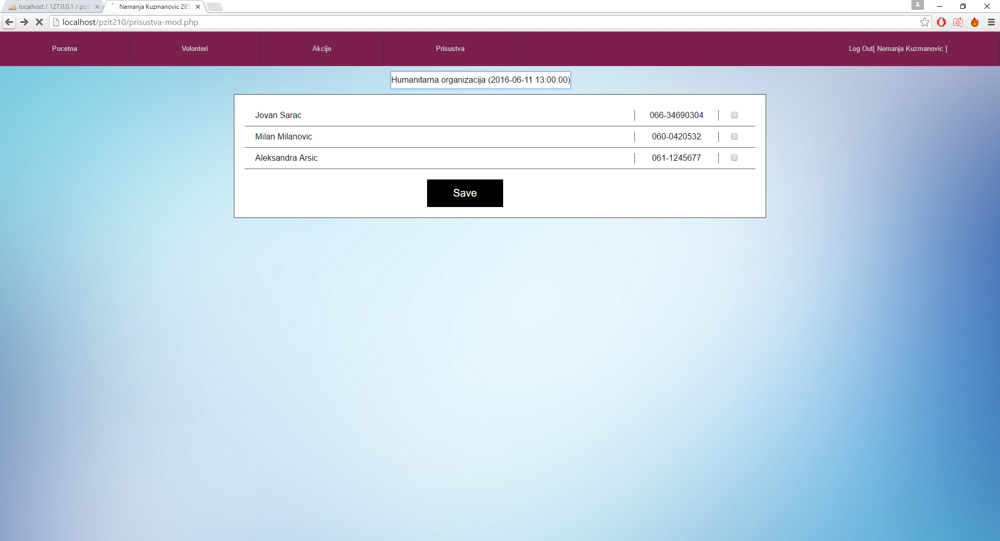 localhost / 127.0.0.1 / pzit
Nemanja Kuzmanovic 285
localhost/pzit210/prisustva-mod.php
Pocetna Volonteri Akcije Prisustva Log Out[ Nemanja Kuzmanovic ]
Humanitarna organizacija (2016-06-11 13:00:00)
Jovan Sarac 066-34690304
Milan Milanovic 060-0420532
Aleksandra Arsic 061-1245677
Save